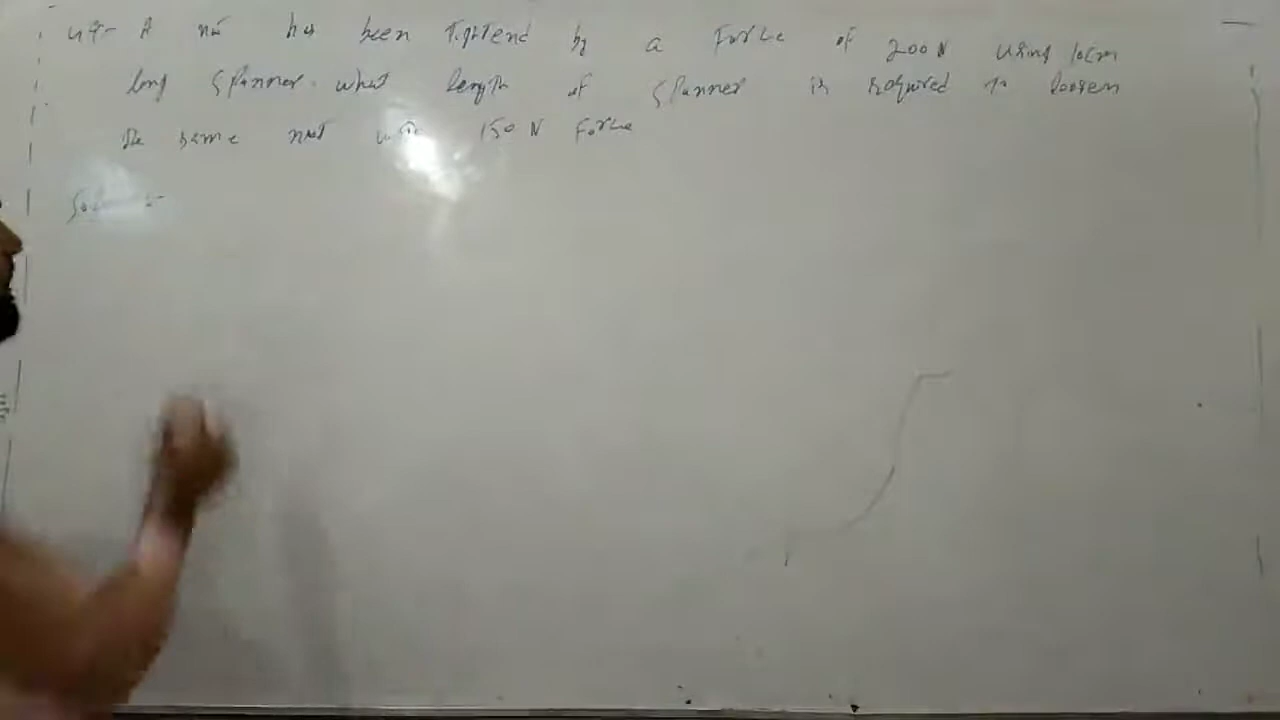 A nut has been Tightend by a Force of 200 N using 10cm
long spanner. what length of spanner is required to loosen
the same nut with 150 N Force
Solution :-